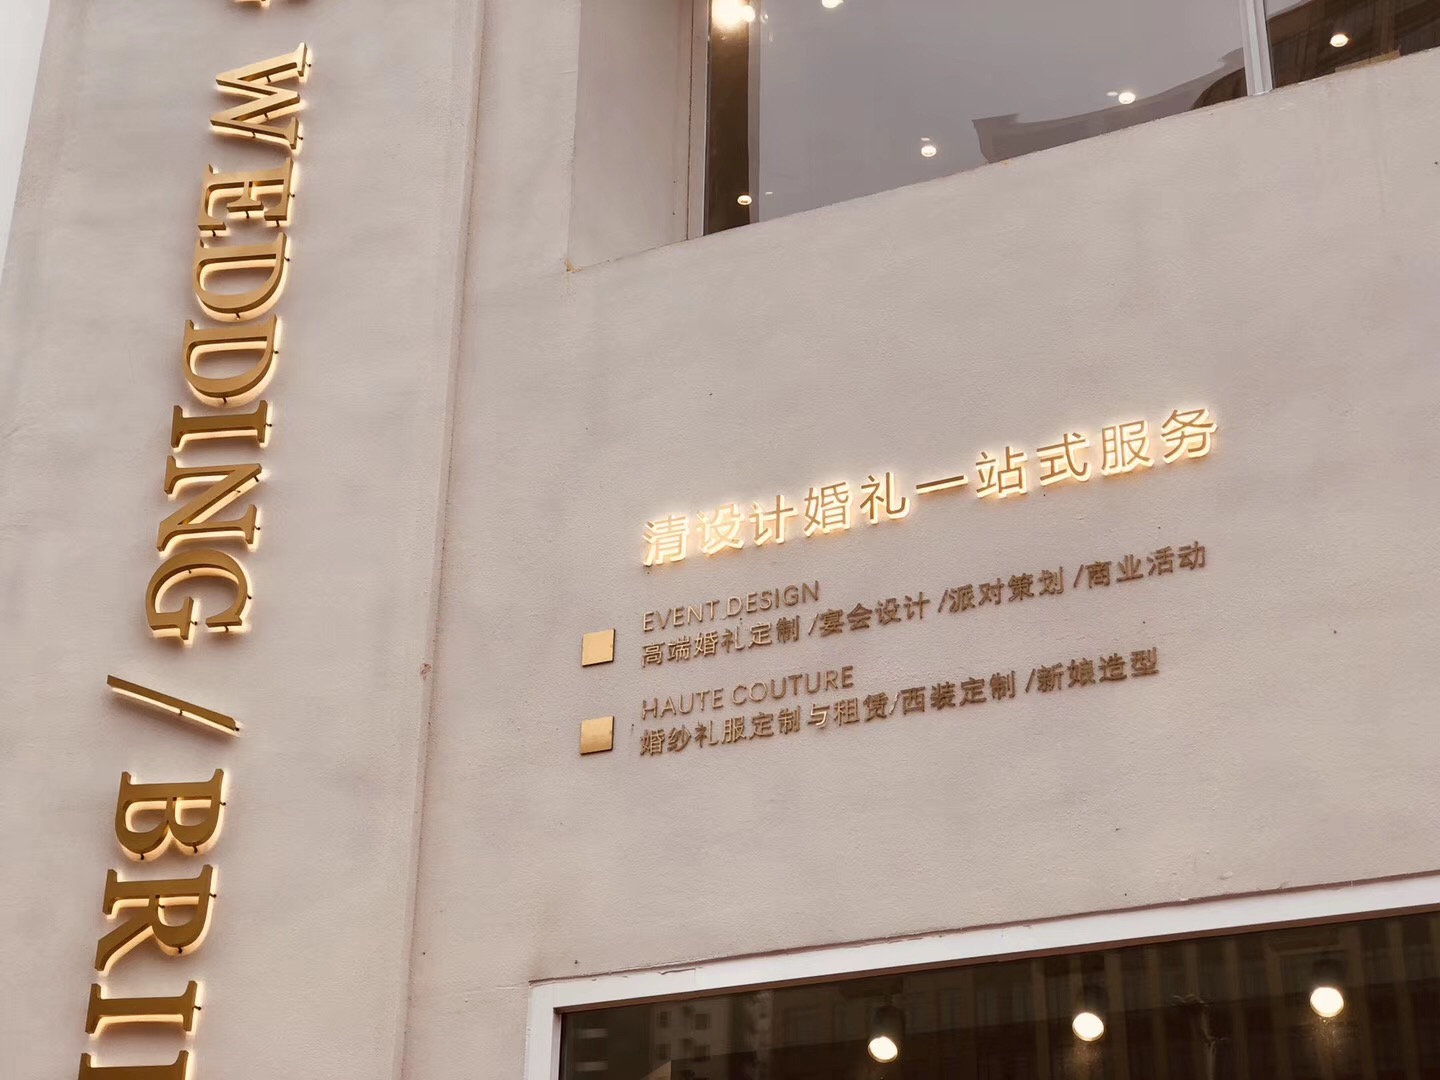 WEDDING / BRI
清设计婚礼一站式服务
EVENT DESIGN
高端婚礼定制 /宴会设计 /派对策划 /商业活动
HAUTE COUTURE
婚纱礼服定制与租赁/西装定制 /新娘造型